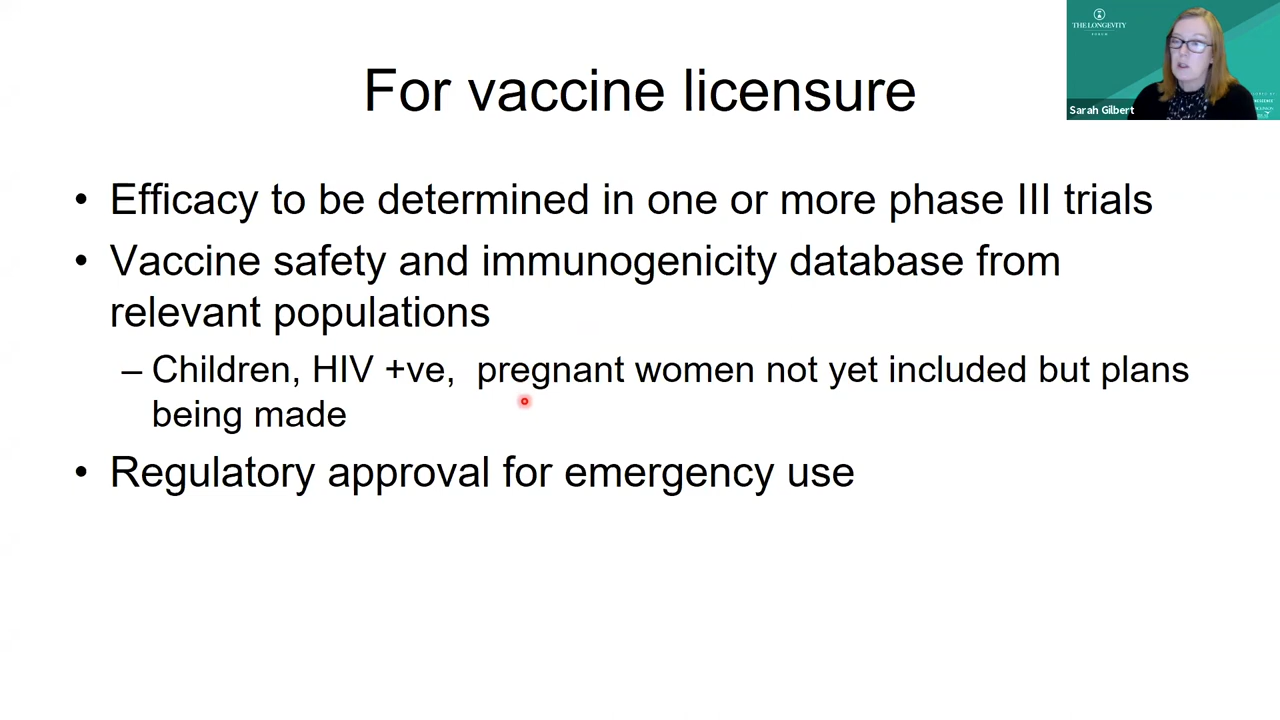 THE LONGEVITY
FORUM
Sarah Gilbert
For vaccine licensure
• Efficacy to be determined in one or more phase III trials
• Vaccine safety and immunogenicity database from
relevant populations
– Children, HIV +ve,  pregnant women not yet included but plans
being made
• Regulatory approval for emergency use